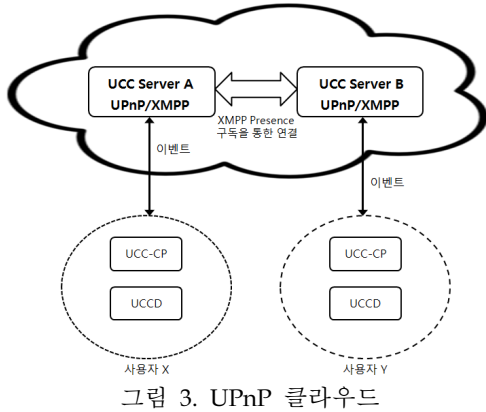 UCC Server A
UPnP/XMPP
UCC Server B
UPnP/XMPP
XMPP Presence
구독을 통한 연결
이벤트
이벤트
UCC-CP
UCCD
UCC-CP
UCCD
사용자 X
사용자 Y
그림 3. UPnP 클라우드